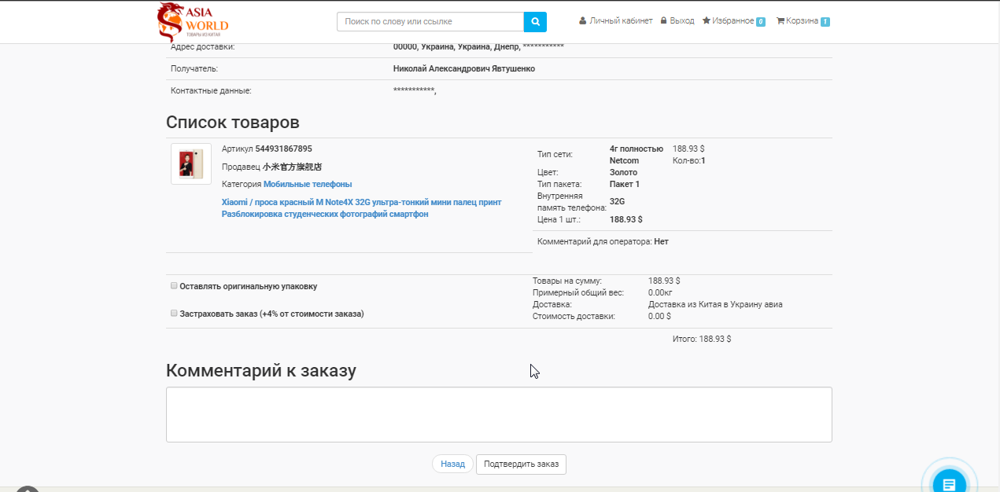 ASIA
WORLD
ТОВАРЫ ИЗ КИТАЯ
Поиск по слову или ссылке
Личный кабинет Выход Избранное 0 Корзина 1
Адрес доставки: 00000, Украина, Украина, Днепр, ***********
Получатель: Николай Александрович Явтушенко
Контактные данные: ***********,
Список товаров
Артикул 544931867895
Продавец 小米官方旗舰店
Категория Мобильные телефоны
Xiaomi / проса красный M Note4X 32G ультра-тонкий мини палец принт
Разблокировка студенческих фотографий смартфон
Тип сети: 4г полностью Netcom
Цвет: Золото
Тип пакета: Пакет 1
Внутренняя память телефона: 32G
Цена 1 шт.: 188.93 $
188.93 $
Кол-во:1
Комментарий для оператора: Нет
Оставлять оригинальную упаковку
Застраховать заказ (+4% от стоимости заказа)
Товары на сумму: 188.93 $
Примерный общий вес: 0.00кг
Доставка: Доставка из Китая в Украину авиа
Стоимость доставки: 0.00 $
Итого: 188.93 $
Комментарий к заказу
Назад Подтвердить заказ